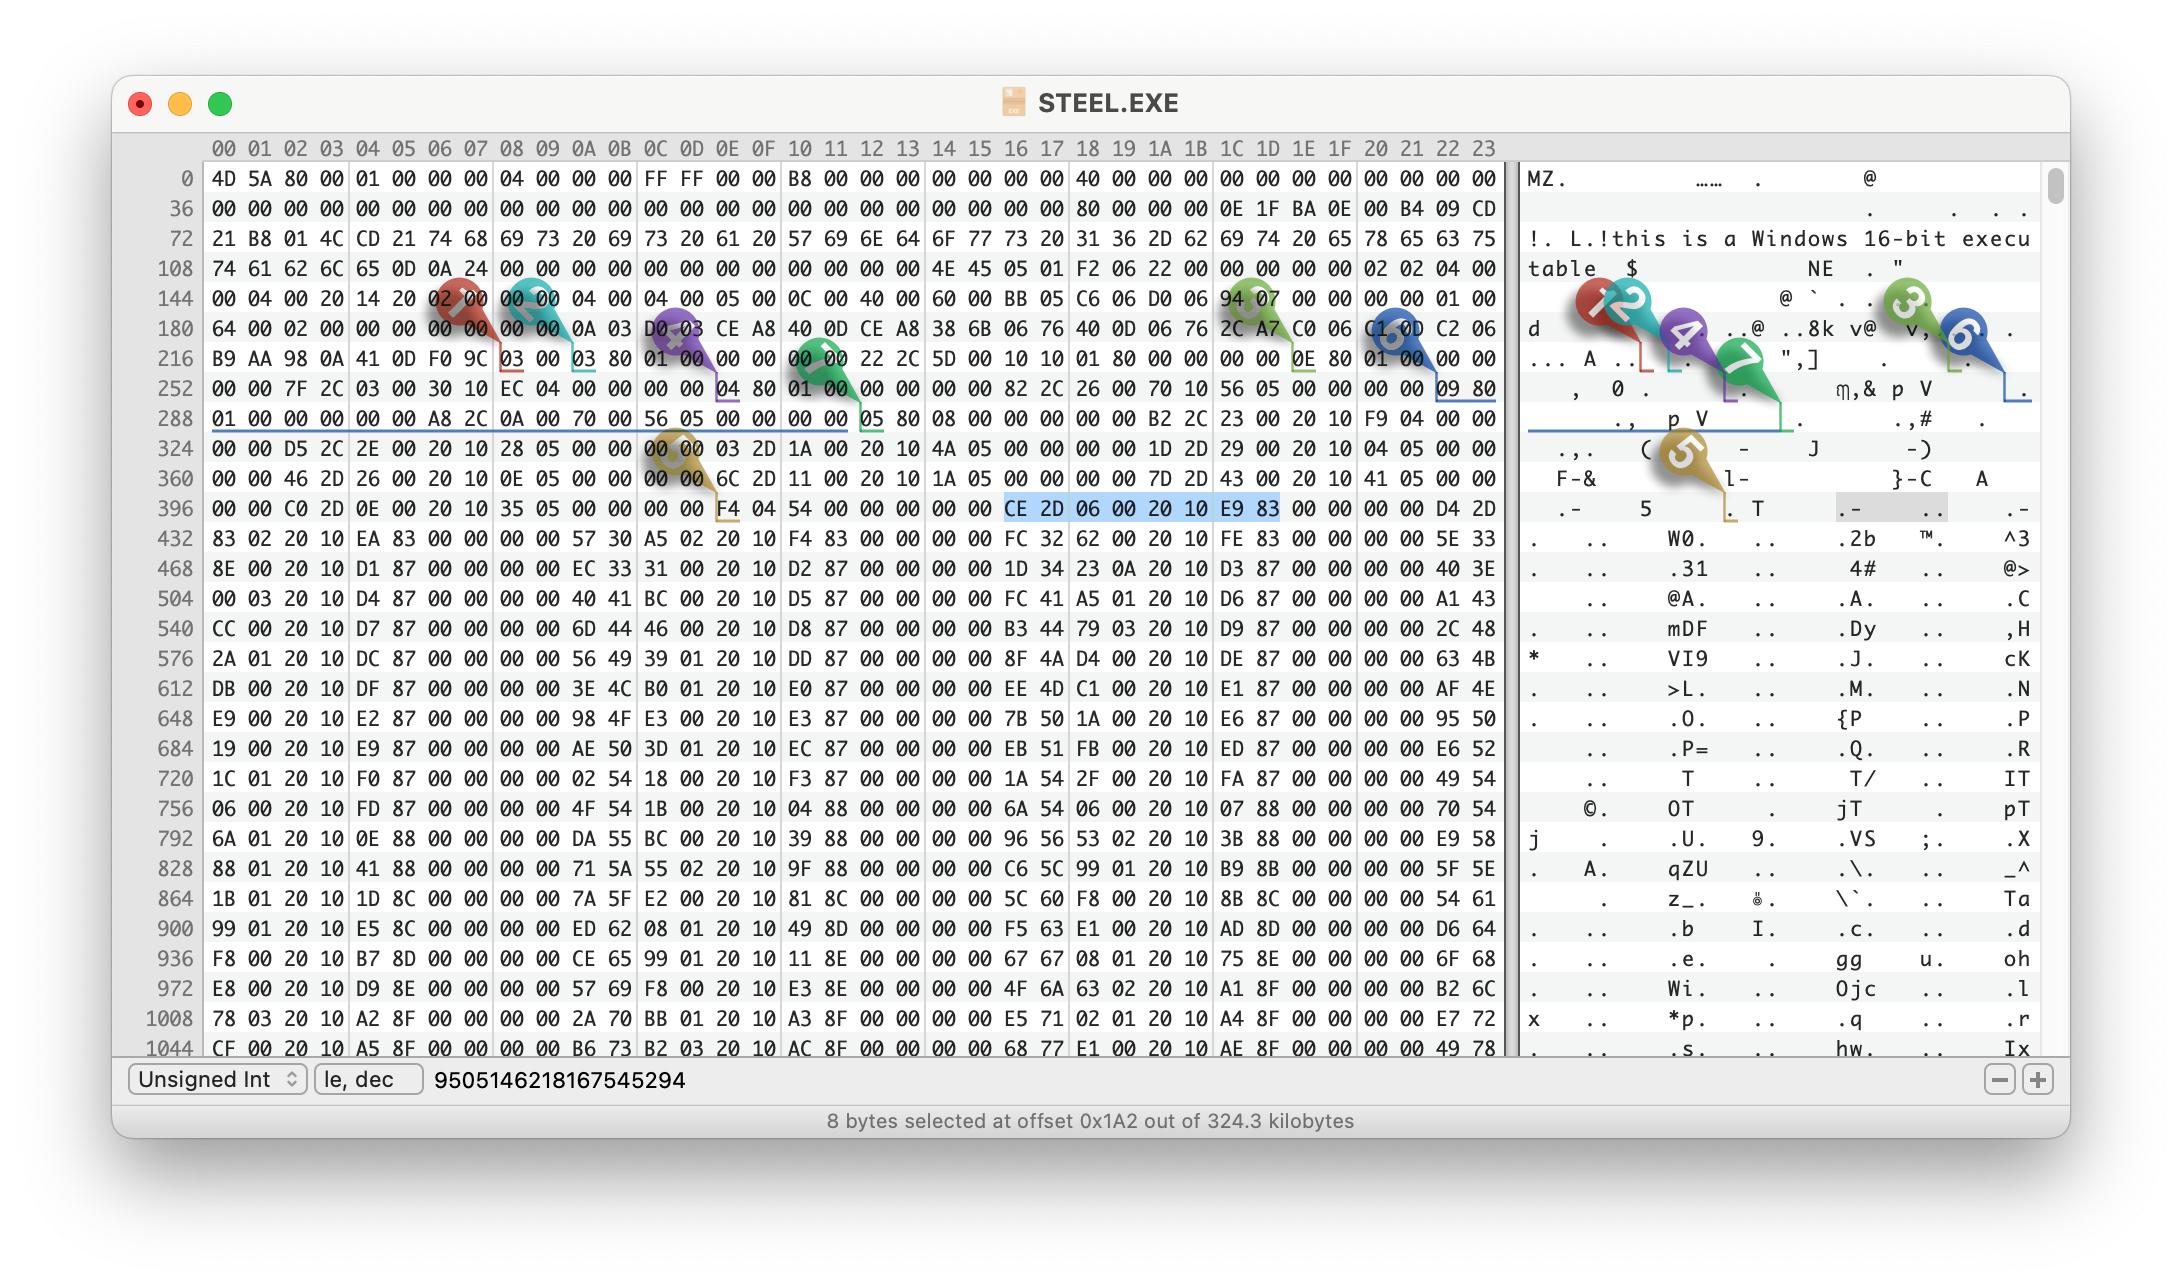 STEEL.EXE
00 01 02 03 04 05 06 07 08 09 0A 0B 0C 0D 0E 0F 10 11 12 13 14 15 16 17 18 19 1A 1B 1C 1D 1E 1F 20 21 22 23
0 4D 5A 80 00 01 00 00 00 04 00 00 00 FF FF 00 00 B8 00 00 00 00 00 00 00 40 00 00 00 00 00 00 00 00 00 00 00 MZ. …… . @
36 00 00 00 00 00 00 00 00 00 00 00 00 00 00 00 00 00 00 00 00 00 00 00 00 80 00 00 00 0E 1F BA 0E 00 B4 09 CD . . . .
72 21 B8 01 4C CD 21 74 68 69 73 20 69 73 20 61 20 57 69 6E 64 6F 77 73 20 31 36 2D 62 69 74 20 65 78 65 63 75 !. L.!this is a Windows 16-bit execu
108 74 61 62 6C 65 0D 0A 24 00 00 00 00 00 00 00 00 00 00 00 00 4E 45 05 01 F2 06 22 00 00 00 00 00 02 02 04 00 table $ NE . "
144 00 04 00 20 14 20 02 00 00 00 04 00 04 00 05 00 0C 00 40 00 60 00 BB 05 C6 06 D0 06 94 07 00 00 00 00 01 00 @ ` . .
180 64 00 02 00 00 00 00 00 00 00 0A 03 D0 03 CE A8 40 0D CE A8 38 6B 06 76 40 0D 06 76 2C A7 C0 06 C1 0D C2 06 d ..@ ..8k v@ v, .
216 B9 AA 98 0A 41 0D F0 9C 03 00 03 80 01 00 00 00 00 00 22 2C 5D 00 10 10 01 80 00 00 00 00 0E 80 01 00 00 00 ... A .. . ",] . .
252 00 00 7F 2C 03 00 30 10 EC 04 00 00 00 00 04 80 01 00 00 00 00 00 82 2C 26 00 70 10 56 05 00 00 00 00 09 80 , 0 . . ,& p V .
288 01 00 00 00 00 00 A8 2C 0A 00 70 00 56 05 00 00 00 00 05 80 08 00 00 00 00 00 B2 2C 23 00 20 10 F9 04 00 00 ., p V . .,# .
324 00 00 D5 2C 2E 00 20 10 28 05 00 00 00 00 03 2D 1A 00 20 10 4A 05 00 00 00 00 1D 2D 29 00 20 10 04 05 00 00 .,. ( - J -)
360 00 00 46 2D 26 00 20 10 0E 05 00 00 00 00 6C 2D 11 00 20 10 1A 05 00 00 00 00 7D 2D 43 00 20 10 41 05 00 00 F-& l- }-C A
396 00 00 C0 2D 0E 00 20 10 35 05 00 00 00 00 F4 04 54 00 00 00 00 00 CE 2D 06 00 20 10 E9 83 00 00 00 00 D4 2D .- 5 . T .- .. .-
432 83 02 20 10 EA 83 00 00 00 00 57 30 A5 02 20 10 F4 83 00 00 00 00 FC 32 62 00 20 10 FE 83 00 00 00 00 5E 33 . .. W0. .. .2b ™. ^3
468 8E 00 20 10 D1 87 00 00 00 00 EC 33 31 00 20 10 D2 87 00 00 00 00 1D 34 23 0A 20 10 D3 87 00 00 00 00 40 3E . .. .31 .. 4# .. @>
504 00 03 20 10 D4 87 00 00 00 00 40 41 BC 00 20 10 D5 87 00 00 00 00 FC 41 A5 01 20 10 D6 87 00 00 00 00 A1 43 .. @A. .. .A. .. .C
540 CC 00 20 10 D7 87 00 00 00 00 6D 44 46 00 20 10 D8 87 00 00 00 00 B3 44 79 03 20 10 D9 87 00 00 00 00 2C 48 . .. mDF .. .Dy .. ,H
576 2A 01 20 10 DC 87 00 00 00 00 56 49 39 01 20 10 DD 87 00 00 00 00 8F 4A D4 00 20 10 DE 87 00 00 00 00 63 4B * .. VI9 .. .J. .. cK
612 DB 00 20 10 DF 87 00 00 00 00 3E 4C B0 01 20 10 E0 87 00 00 00 00 EE 4D C1 00 20 10 E1 87 00 00 00 00 AF 4E . .. >L. .. .M. .. .N
648 E9 00 20 10 E2 87 00 00 00 00 98 4F E3 00 20 10 E3 87 00 00 00 00 7B 50 1A 00 20 10 E6 87 00 00 00 00 95 50 . .. .O. .. {P .. .P
684 19 00 20 10 E9 87 00 00 00 00 AE 50 3D 01 20 10 EC 87 00 00 00 00 EB 51 FB 00 20 10 ED 87 00 00 00 00 E6 52 .. .P= .. .Q. .. .R
720 1C 01 20 10 F0 87 00 00 00 00 02 54 18 00 20 10 F3 87 00 00 00 00 1A 54 2F 00 20 10 FA 87 00 00 00 00 49 54 .. T .. T/ .. IT
756 06 00 20 10 FD 87 00 00 00 00 4F 54 1B 00 20 10 04 88 00 00 00 00 6A 54 06 00 20 10 07 88 00 00 00 00 70 54 ©. OT . jT . pT
792 6A 01 20 10 0E 88 00 00 00 00 DA 55 BC 00 20 10 39 88 00 00 00 00 96 56 53 02 20 10 3B 88 00 00 00 00 E9 58 j . .U. 9. .VS ;. .X
828 88 01 20 10 41 88 00 00 00 00 71 5A 55 02 20 10 9F 88 00 00 00 00 C6 5C 99 01 20 10 B9 8B 00 00 00 00 5F 5E . A. qZU .. .\. .. _^
864 1B 01 20 10 1D 8C 00 00 00 00 7A 5F E2 00 20 10 81 8C 00 00 00 00 5C 60 F8 00 20 10 8B 8C 00 00 00 00 54 61 . z_. . \`. .. Ta
900 99 01 20 10 E5 8C 00 00 00 00 ED 62 08 01 20 10 49 8D 00 00 00 00 F5 63 E1 00 20 10 AD 8D 00 00 00 00 D6 64 . .. .b I. .c. .. .d
936 F8 00 20 10 B7 8D 00 00 00 00 CE 65 99 01 20 10 11 8E 00 00 00 00 67 67 08 01 20 10 75 8E 00 00 00 00 6F 68 . .. .e. . gg u. oh
972 E8 00 20 10 D9 8E 00 00 00 00 57 69 F8 00 20 10 E3 8E 00 00 00 00 4F 6A 63 02 20 10 A1 8F 00 00 00 00 B2 6C . .. Wi. .. Ojc .. .l
1008 78 03 20 10 A2 8F 00 00 00 00 2A 70 BB 01 20 10 A3 8F 00 00 00 00 E5 71 02 01 20 10 A4 8F 00 00 00 00 E7 72 x .. *p. .. .q .. .r
1044 CF 00 20 10 A5 8F 00 00 00 00 B6 73 B2 03 20 10 AC 8F 00 00 00 00 68 77 E1 00 20 10 AE 8F 00 00 00 00 49 78 . .. .s. .. hw. .. Ix
Unsigned Int le, dec 9505146218167545294
8 bytes selected at offset 0x1A2 out of 324.3 kilobytes